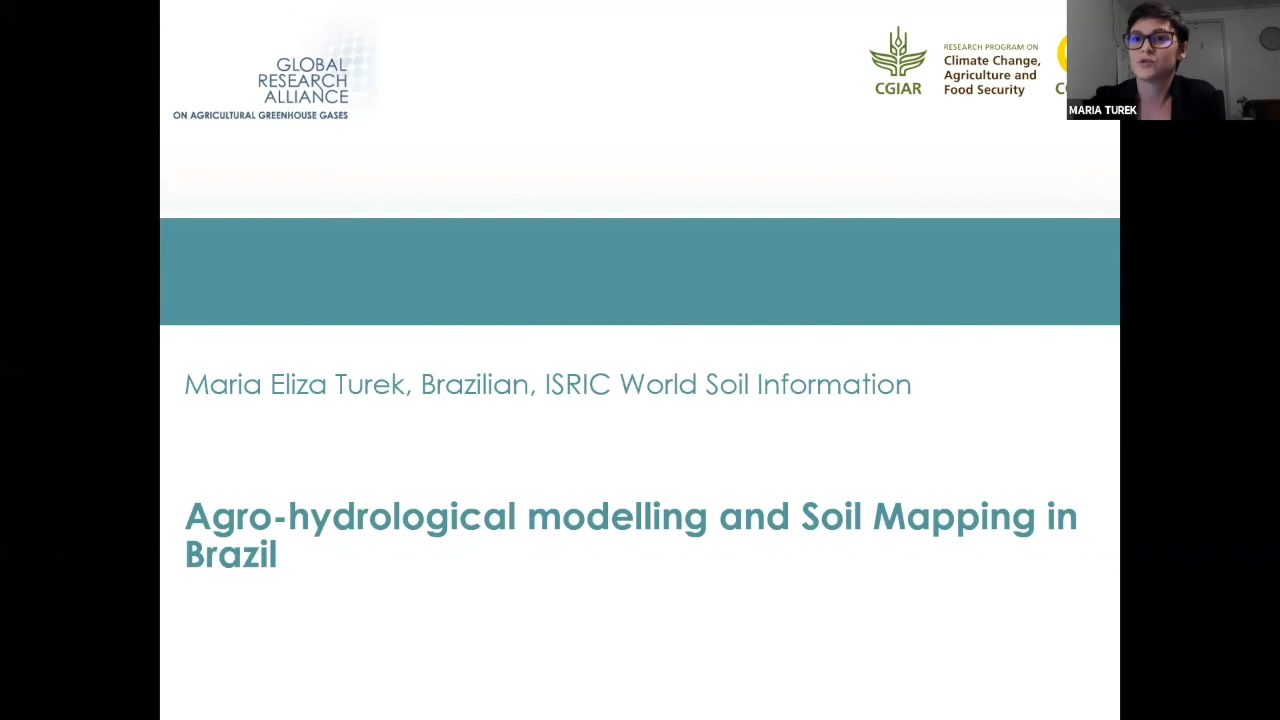 GLOBAL
RESEARCH
ALLIANCE
ON AGRICULTURAL GREENHOUSE GASES
CGIAR
RESEARCH PROGRAM ON
Climate Change,
Agriculture and
Food Security
MARIA TUREK
Maria Eliza Turek, Brazilian, ISRIC World Soil Information
Agro-hydrological modelling and Soil Mapping in
Brazil